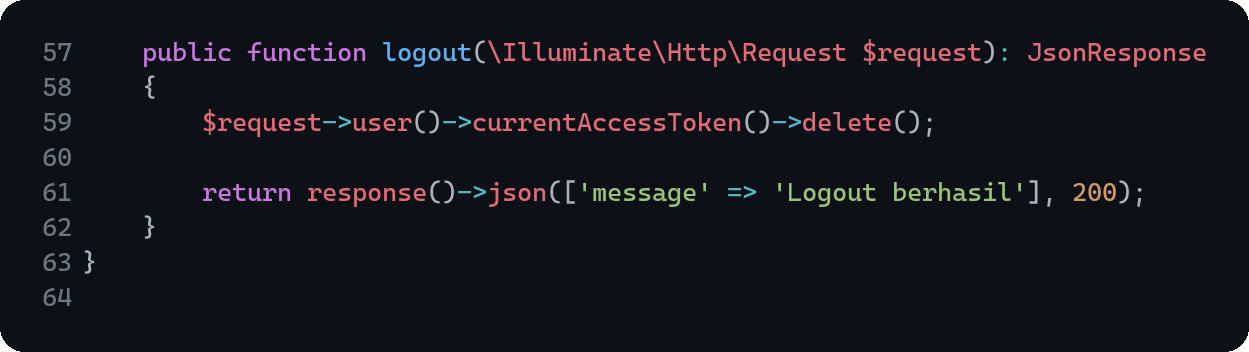 57    public function logout(\Illuminate\Http\Request $request): JsonResponse
58    {
59        $request->user()->currentAccessToken()->delete();
60
61        return response()->json(['message' => 'Logout berhasil'], 200);
62    }
63 }
64